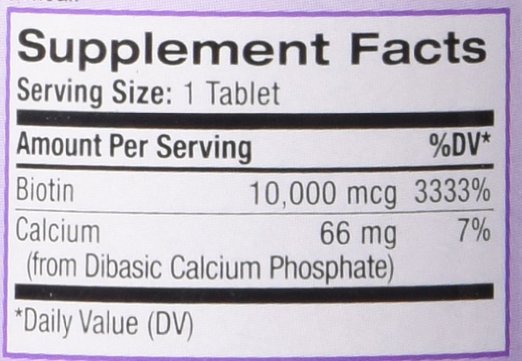 Supplement Facts
Serving Size: 1 Tablet
Amount Per Serving %DV*
Biotin 10,000 mcg 3333%
Calcium 66 mg 7%
(from Dibasic Calcium Phosphate)
*Daily Value (DV)